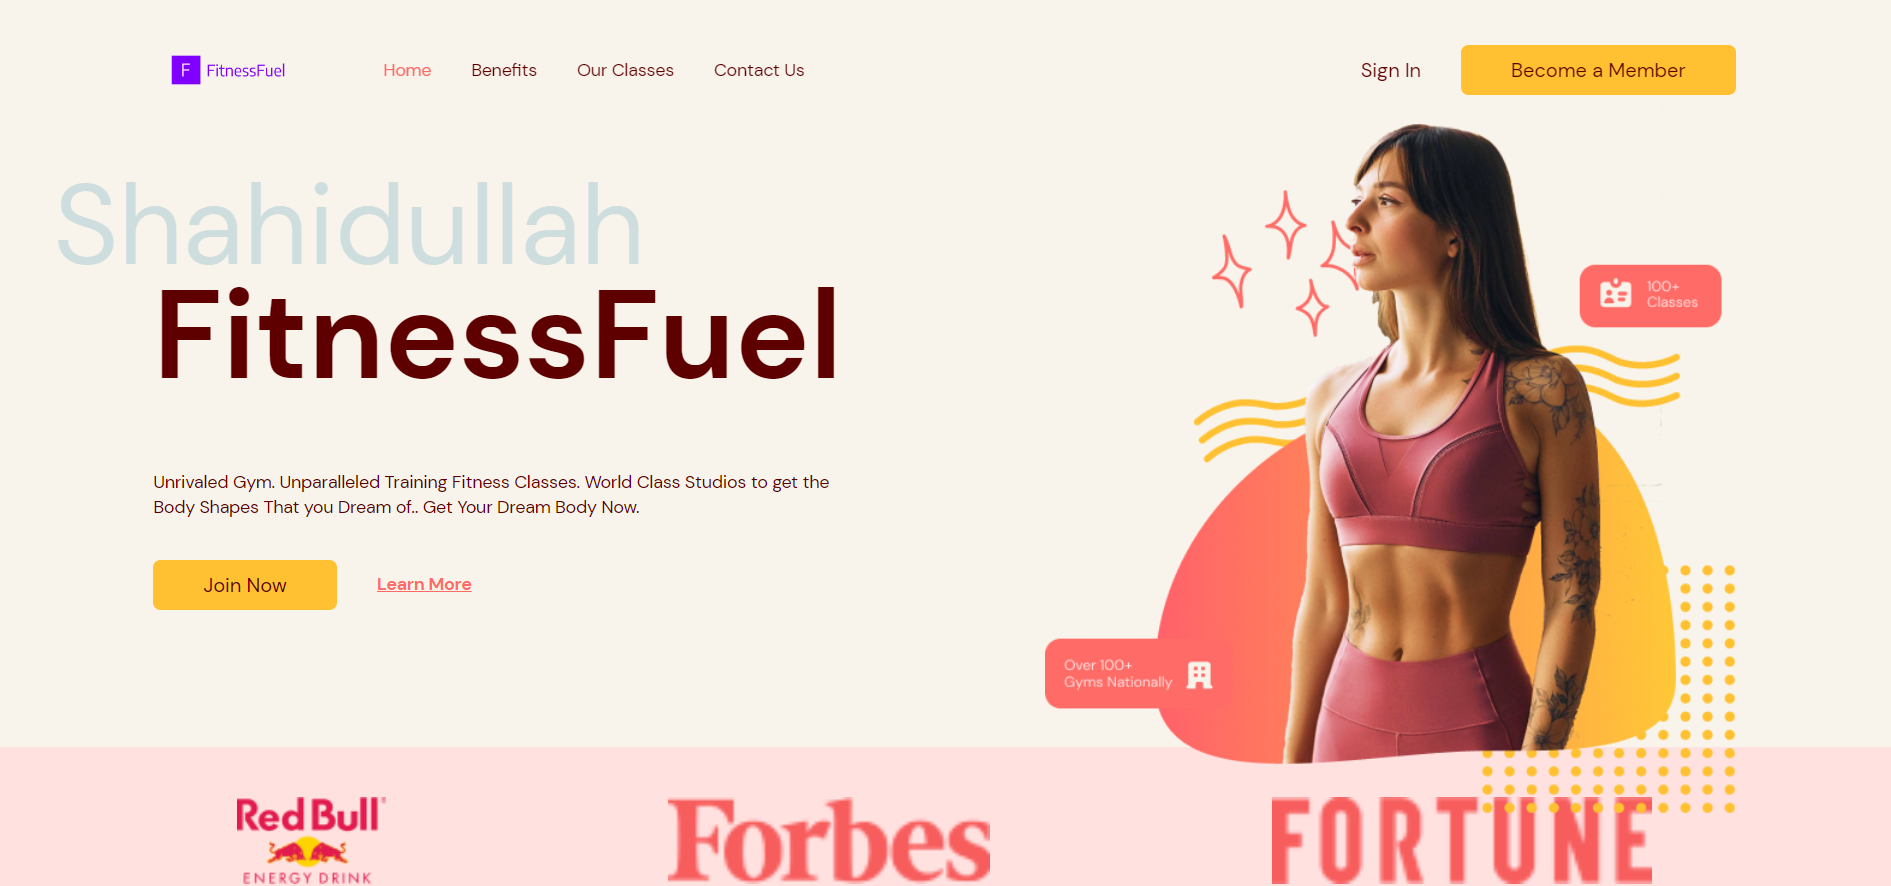 F FitnessFuel
Home Benefits Our Classes Contact Us
Sign In Become a Member
Shahidullah
FitnessFuel
100+
Classes
Unrivaled Gym. Unparalleled Training Fitness Classes. World Class Studios to get the
Body Shapes That you Dream of.. Get Your Dream Body Now.
Join Now Learn More
Over 100+
Gyms Nationally
Red Bull
ENERGY DRINK
Forbes
FORTUNE